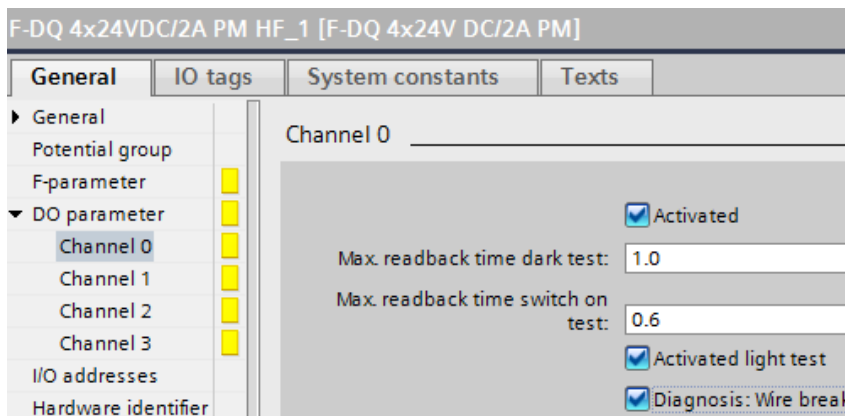 F-DQ 4x24VDC/2A PM HF_1 [F-DQ 4x24V DC/2A PM]
General IO tags System constants Texts
General
Potential group
F-parameter
DO parameter
Channel 0
Channel 1
Channel 2
Channel 3
I/O addresses
Hardware identifier
Channel 0
Activated
Max. readback time dark test: 1.0
Max. readback time switch on
test: 0.6
Activated light test
Diagnosis: Wire break